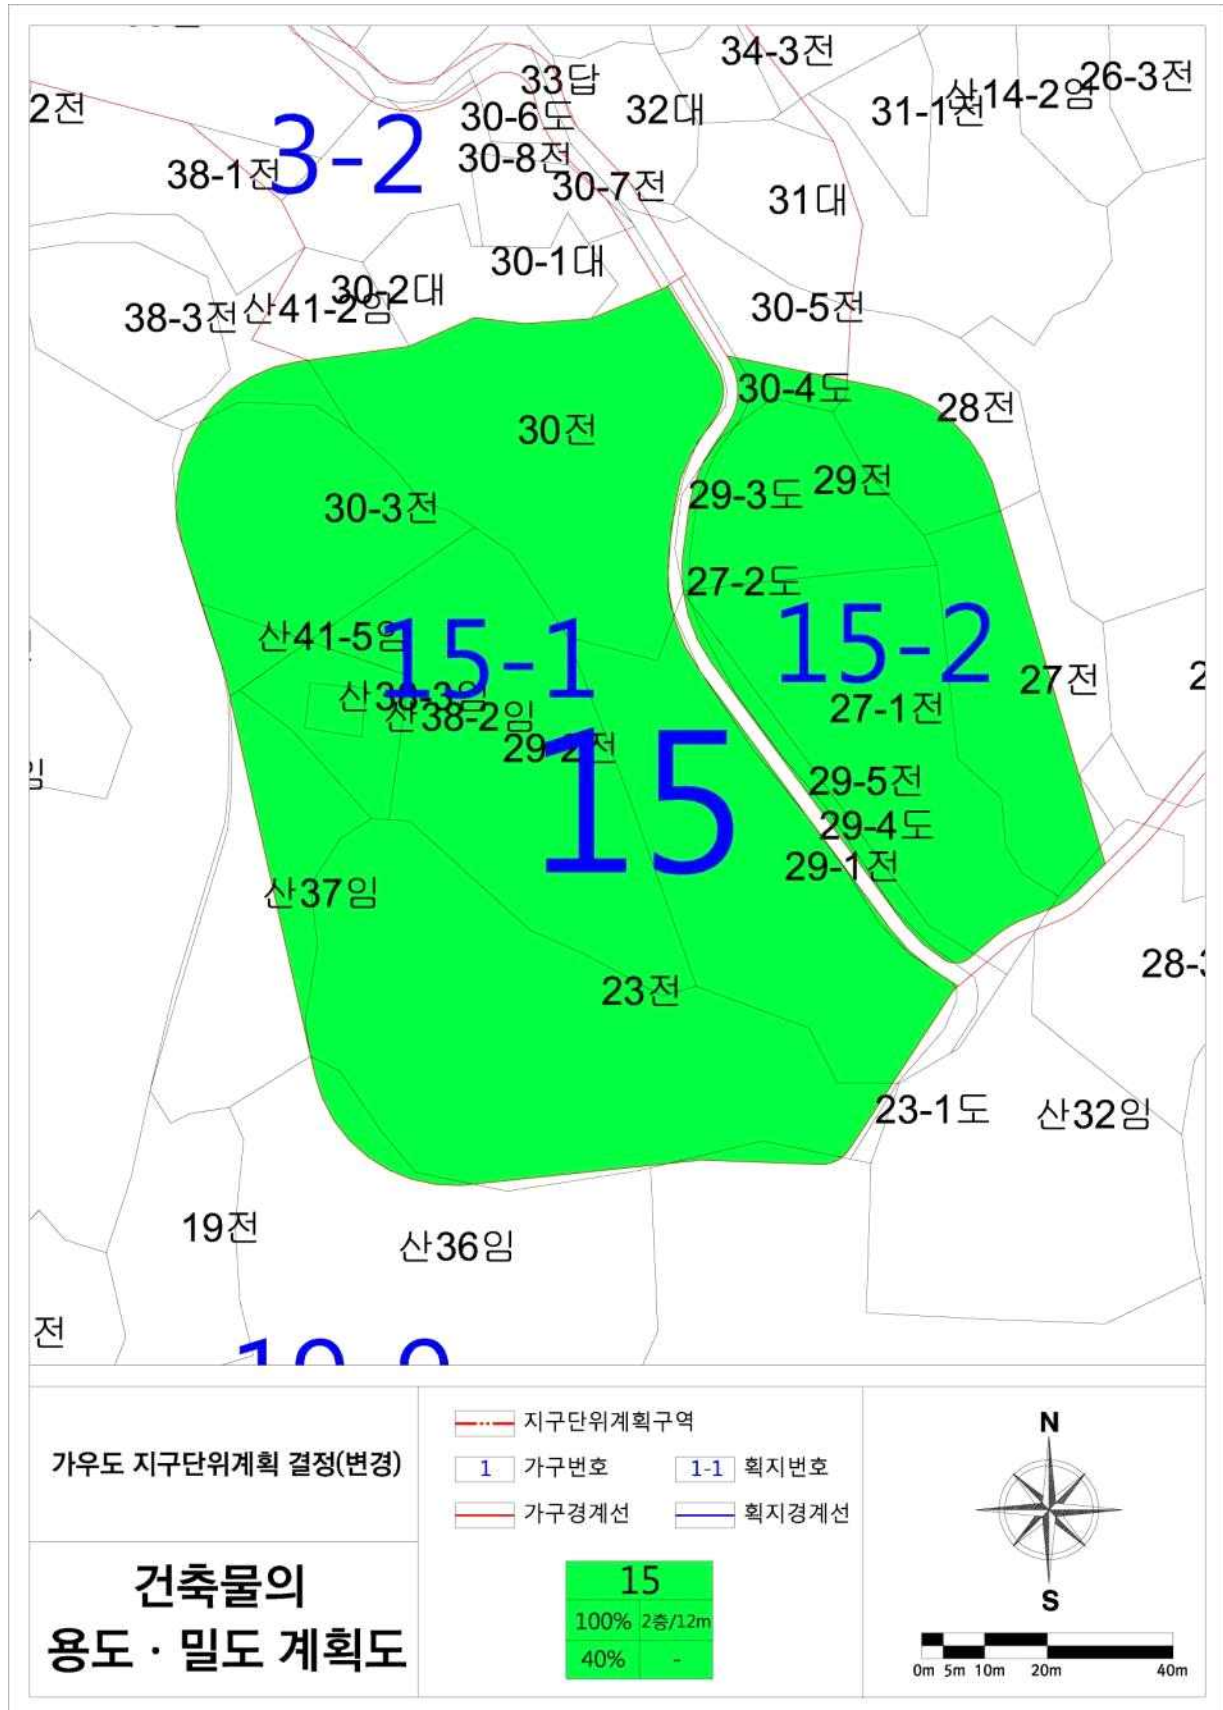 34-3전
33답
26-3전
산14-2임
2전
30-6도
32대
31-1전
3-2
30-8전
38-1전
30-7전
31대
30-1대
30-2대
산41-2임
38-3전
30-5전
30-4도
28전
30전
29-3도
29전
30-3전
27-2도
산41-5임
15-1
15-2
산38-3임
산38-2임
27전
27-1전
29-2전
15
29-5전
29-4도
29-1전
산37임
23전
23-1도
산32임
19전
산36임
전
가우도 지구단위계획 결정(변경)
건축물의
용도 · 밀도 계획도
지구단위계획구역
1 가구번호 1-1 획지번호
가구경계선 획지경계선
15
100% 2층/12m
40% -
N
S
0m 5m 10m 20m 40m